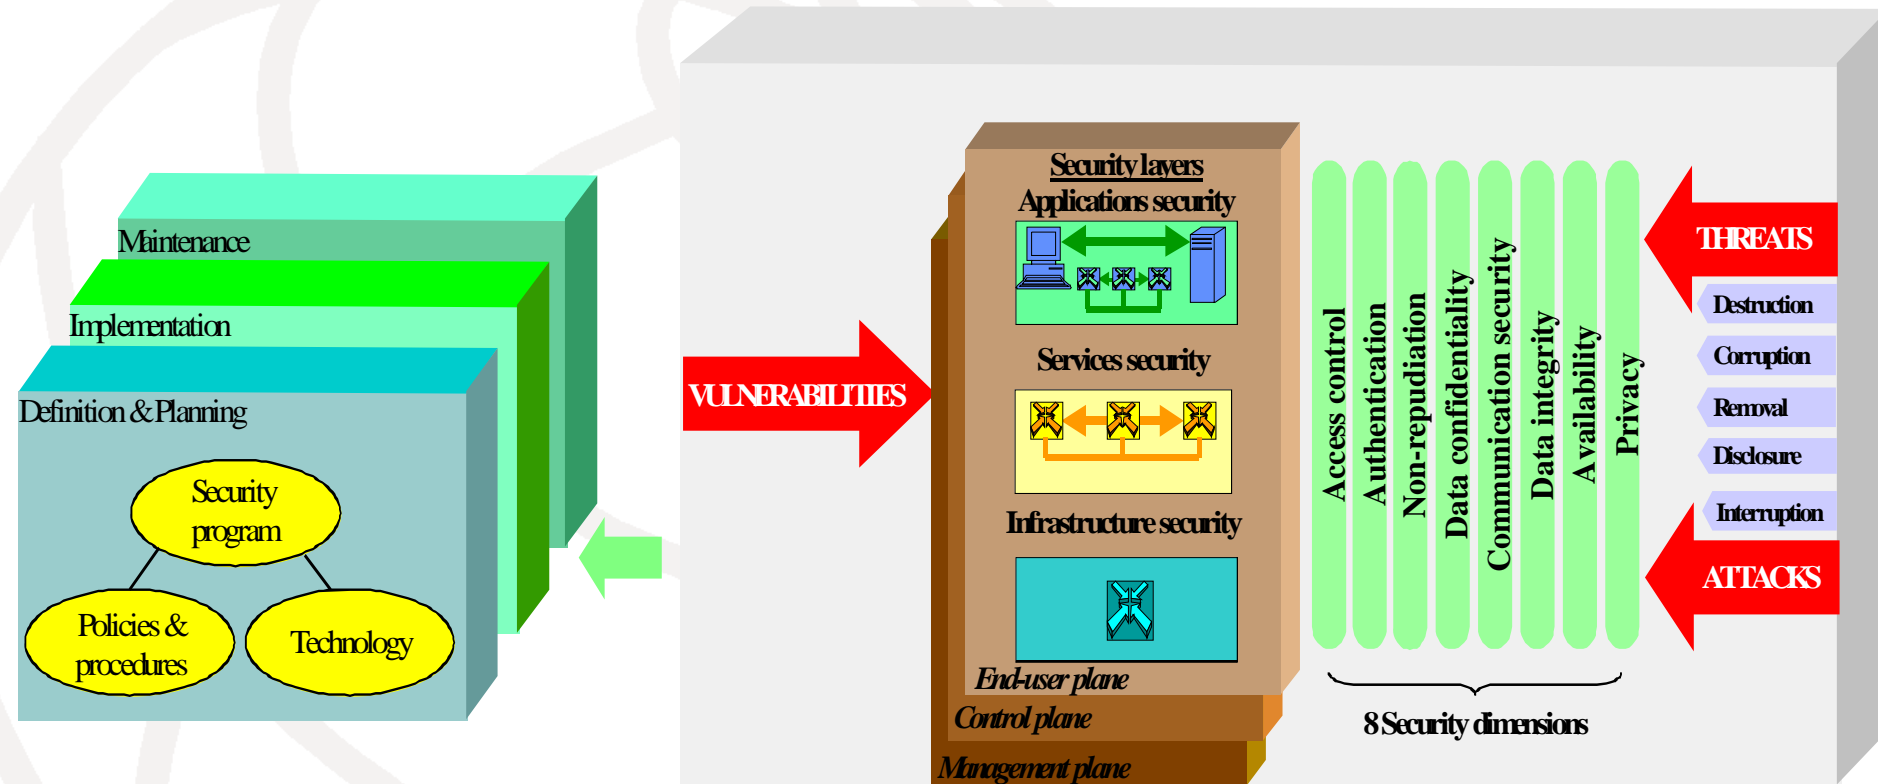 Maintenance
Implementation
Definition & Planning
Security
program
Policies &
procedures
Technology
VULNERABILITIES
Security layers
Applications security
Services security
Infrastructure security
End-user plane
Control plane
Management plane
Access control
Authentication
Non-repudiation
Data confidentiality
Communication security
Data integrity
Availability
Privacy
8 Security dimensions
THREATS
Destruction
Corruption
Removal
Disclosure
Interruption
ATTACKS